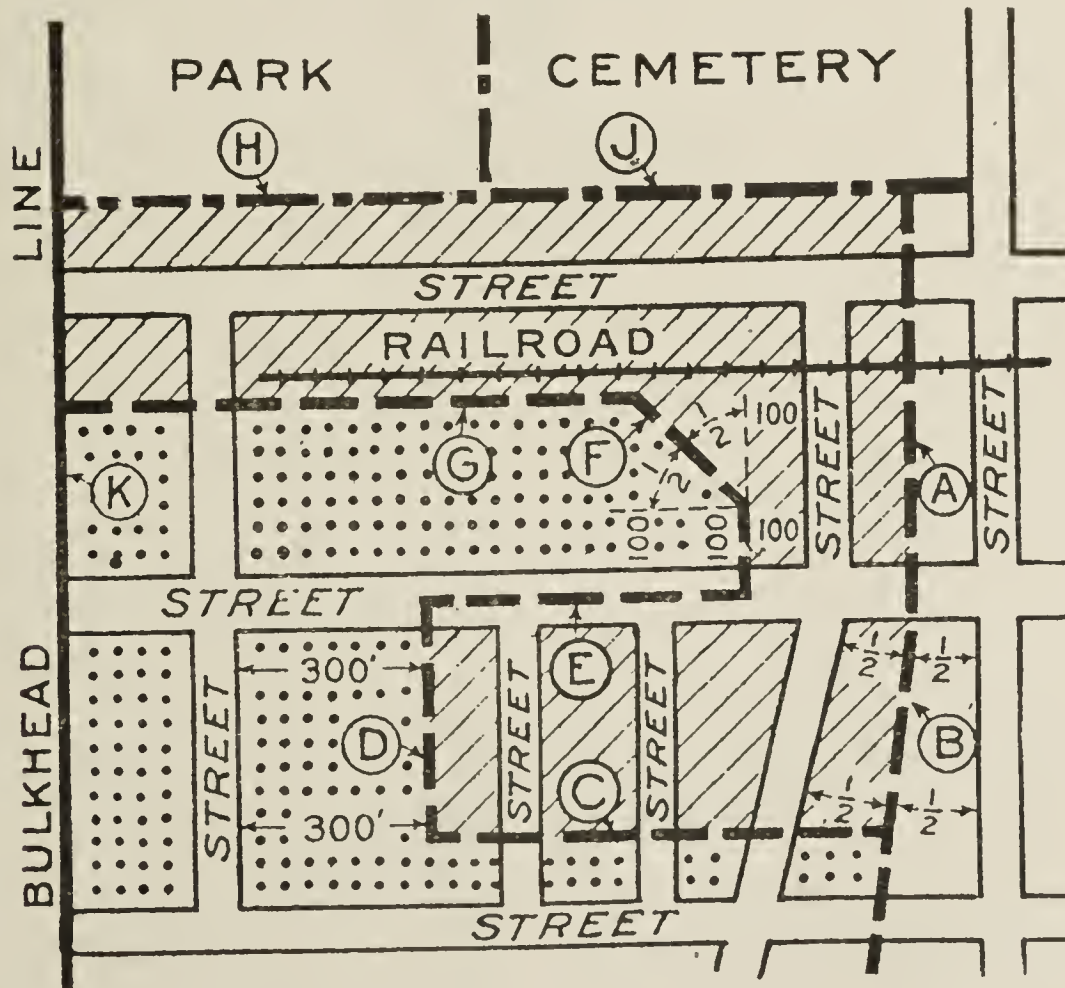 PARK
CEMETERY
H
J
LINE
STREET
RAILROAD
1/2
100
F
1/2
G
K
A
100
100
100
STREET
STREET
STREET
E
300'
1/2
1/2
D
STREET
STREET
STREET
B
C
300'
1/2
1/2
BULKHEAD
STREET